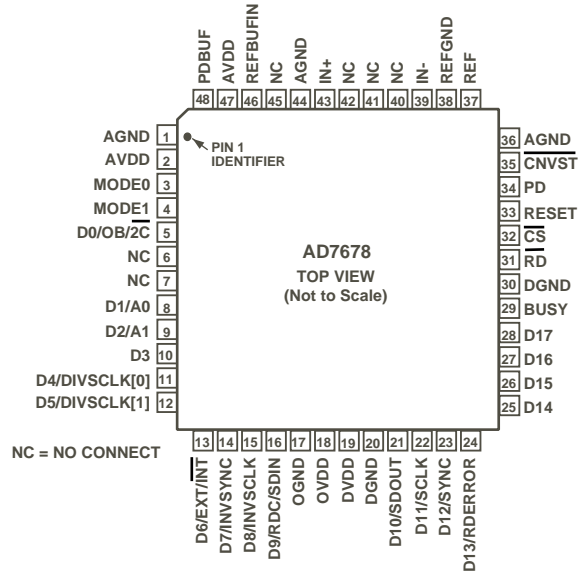 PDBUF
AVDD
REFBUFIN
NC
AGND
IN+
NC
NC
NC
IN-
REFGND
REF
48 47 46 45 44 43 42 41 40 39 38 37
AGND 1
AVDD 2
MODE0 3
MODE1 4
D0/OB/2C 5
NC 6
NC 7
D1/A0 8
D2/A1 9
D3 10
D4/DIVSCLK[0] 11
D5/DIVSCLK[1] 12
PIN 1
IDENTIFIER
AD7678
TOP VIEW
(Not to Scale)
36 AGND
35 CNVST
34 PD
33 RESET
32 CS
31 RD
30 DGND
29 BUSY
28 D17
27 D16
26 D15
25 D14
NC = NO CONNECT
13 14 15 16 17 18 19 20 21 22 23 24
D6/EXT/INT
D7/INVSYNC
D8/INVSCLK
D9/RDC/SDIN
OGND
OVDD
DVDD
DGND
D10/SDOUT
D11/SCLK
D12/SYNC
D13/RDERROR